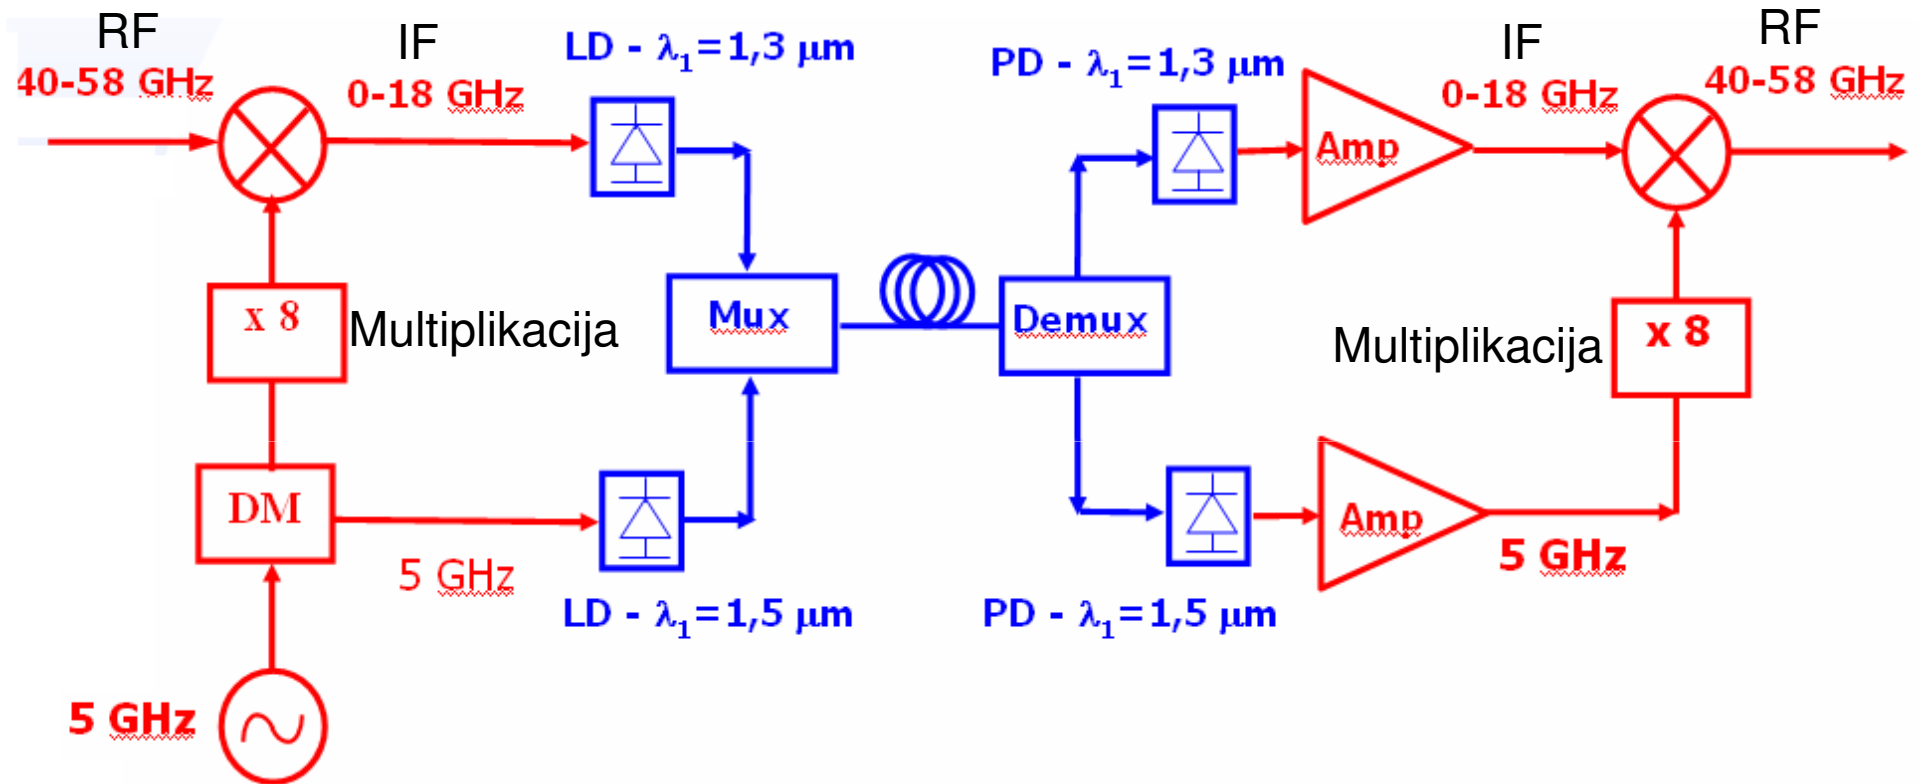 RF
40-58 GHz
IF
0-18 GHz
LD - λ1=1,3 μm
PD - λ1=1,3 μm
IF
0-18 GHz
RF
40-58 GHz
Amp
x 8
Multiplikacija
Mux
Demux
Multiplikacija
x 8
DM
5 GHz
LD - λ1=1,5 μm
PD - λ1=1,5 μm
Amp
5 GHz
5 GHz